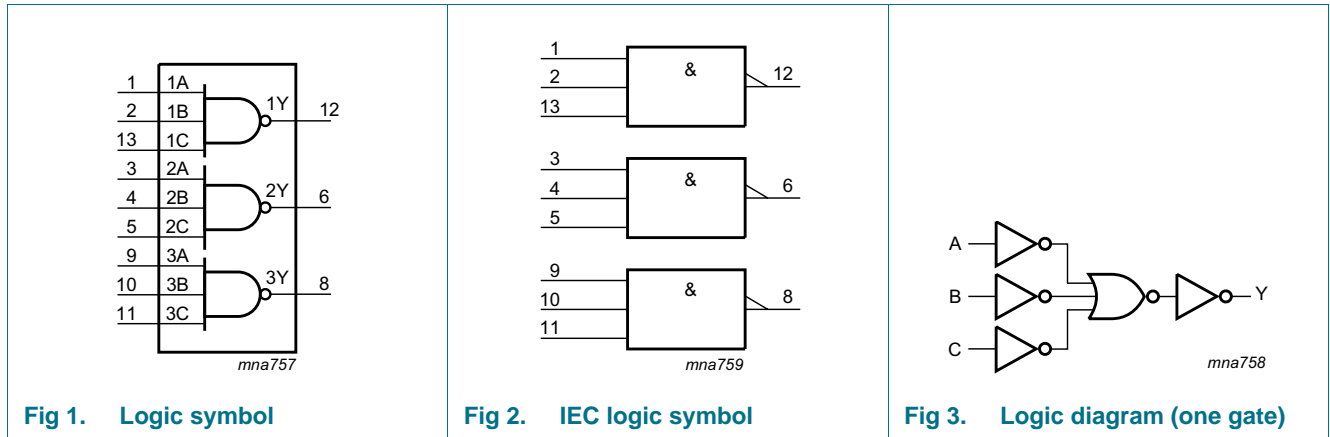 1 1A
2 1B 1Y 12
13 1C
3 2A
4 2B 2Y 6
5 2C
9 3A
10 3B 3Y 8
11 3C
mna757
Fig 1. Logic symbol
1
2 & 12
13
3
4 & 6
5
9
10 & 8
11
mna759
Fig 2. IEC logic symbol
A
B Y
C
mna758
Fig 3. Logic diagram (one gate)